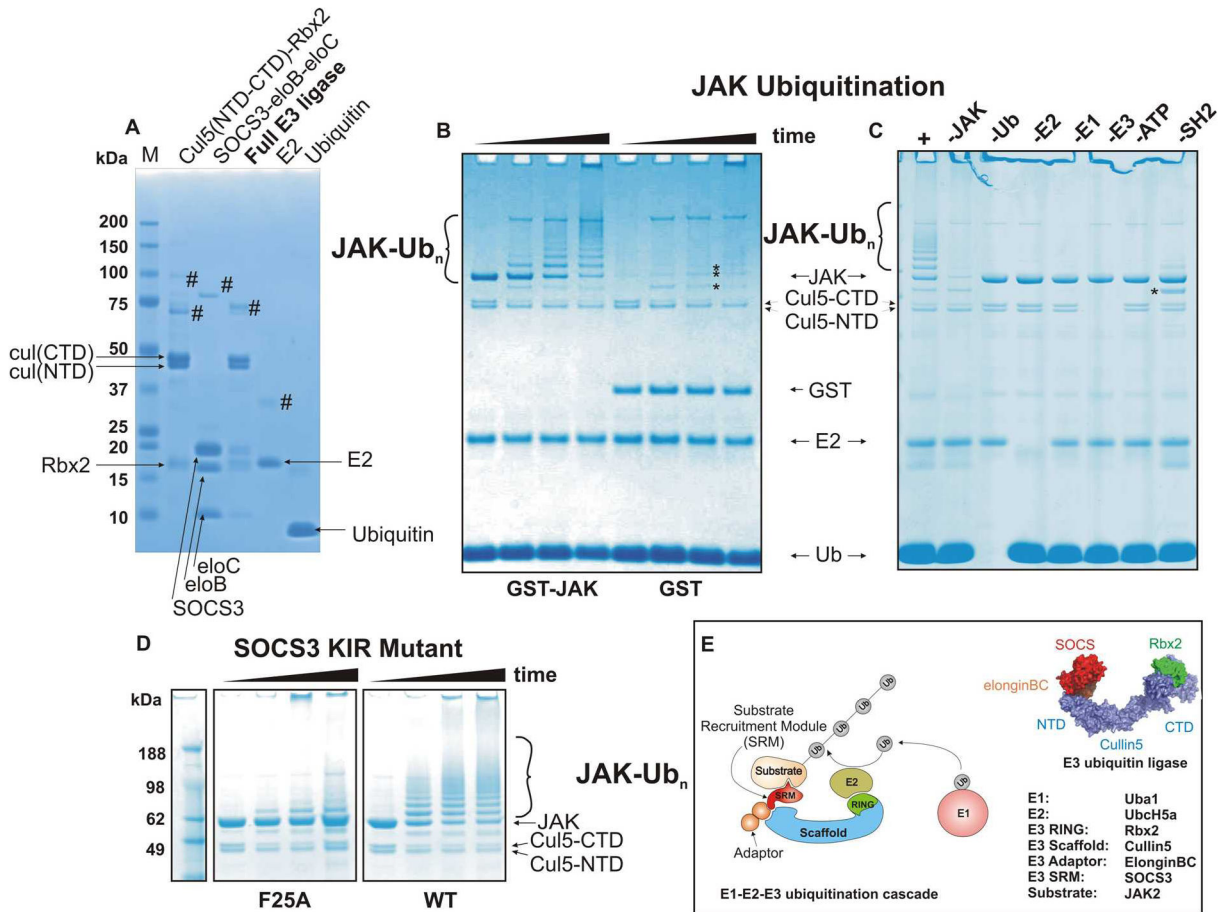 JAK Ubiquitination
A
kDa
M
Cul5(NTD-CTD)-Rbx2
SOCS3-eloB-eloC
Full E3 ligase
E2
Ubiquitin
200
150
100
75
50
37
25
20
15
10
#
#
#
#
#
cul(CTD)
cul(NTD)
Rbx2
E2
Ubiquitin
eloC
eloB
SOCS3
B
time
JAK-Ubn
*
*
*
GST-JAK
GST
JAK-Ubn
JAK
Cul5-CTD
Cul5-NTD
GST
E2
Ub
C
+
-JAK
-Ub
-E2
-E1
-E3
-ATP
-SH2
*
D
SOCS3 KIR Mutant
time
kDa
188
98
62
49
JAK-Ubn
JAK
Cul5-CTD
Cul5-NTD
F25A
WT
E
Substrate
Recruitment Module
(SRM)
Ub
Ub
Ub
Ub
Ub
Ub
Substrate
SRM
E2
RING
Scaffold
E1
Adaptor
E1-E2-E3 ubiquitination cascade
SOCS
Rbx2
elonginBC
NTD
CTD
Cullin5
E3 ubiquitin ligase
E1: Uba1
E2: UbcH5a
E3 RING: Rbx2
E3 Scaffold: Cullin5
E3 Adaptor: ElonginBC
E3 SRM: SOCS3
Substrate: JAK2